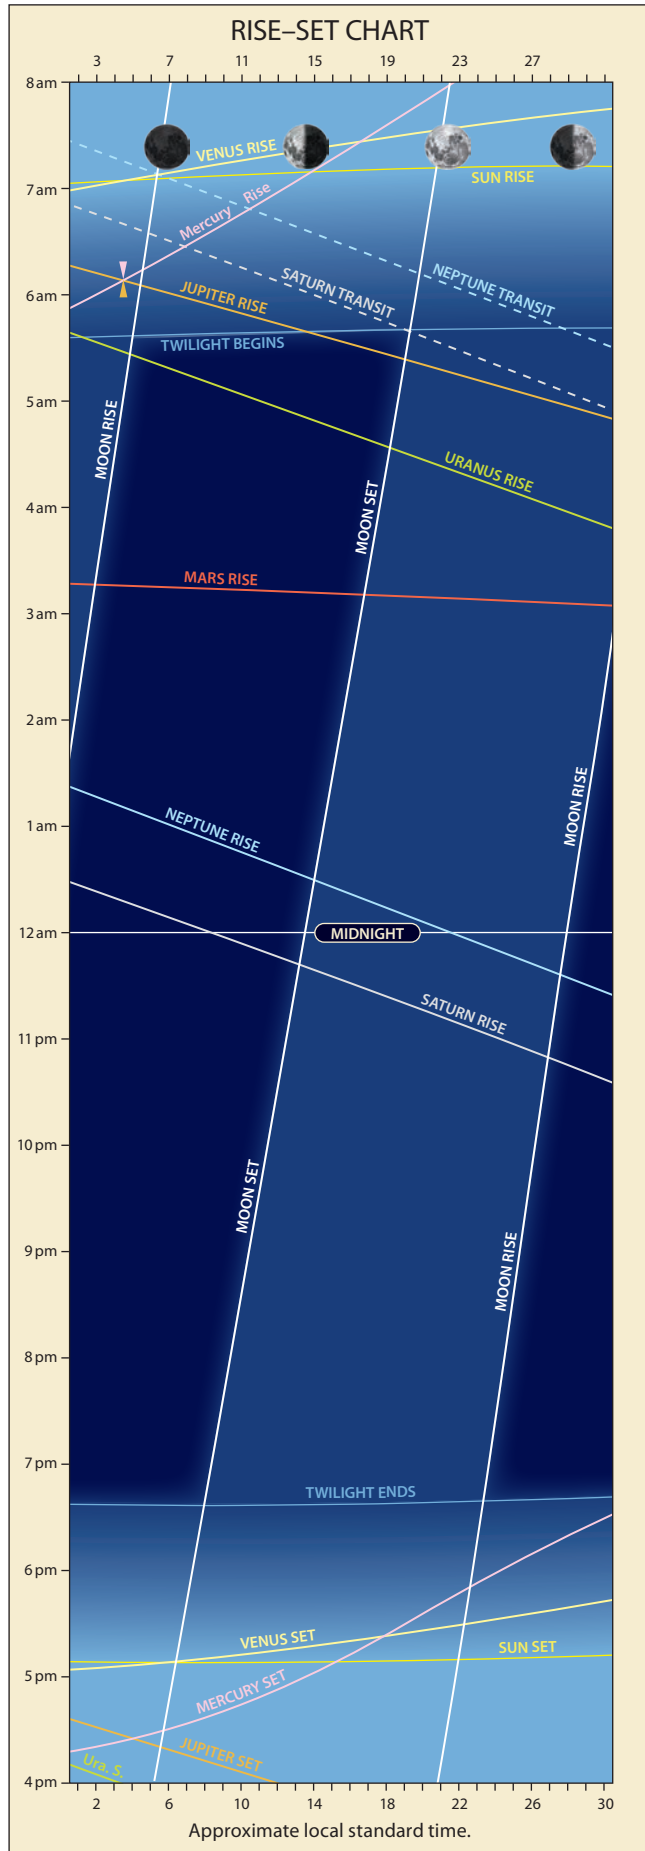 RISE–SET CHART
3 7 11 15 19 23 27
8 am
VENUS RISE
SUN RISE
7 am
Mercury Rise
NEPTUNE TRANSIT
SATURN TRANSIT
6 am
JUPITER RISE
TWILIGHT BEGINS
5 am
MOON RISE
URANUS RISE
4 am
MOON SET
MARS RISE
3 am
2 am
MOON RISE
1 am
NEPTUNE RISE
12 am
MIDNIGHT
SATURN RISE
11 pm
10 pm
MOON SET
9 pm
MOON RISE
8 pm
7 pm
TWILIGHT ENDS
6 pm
VENUS SET
SUN SET
5 pm
MERCURY SET
JUPITER SET
Ura. S.
4 pm
2 6 10 14 18 22 26 30
Approximate local standard time.